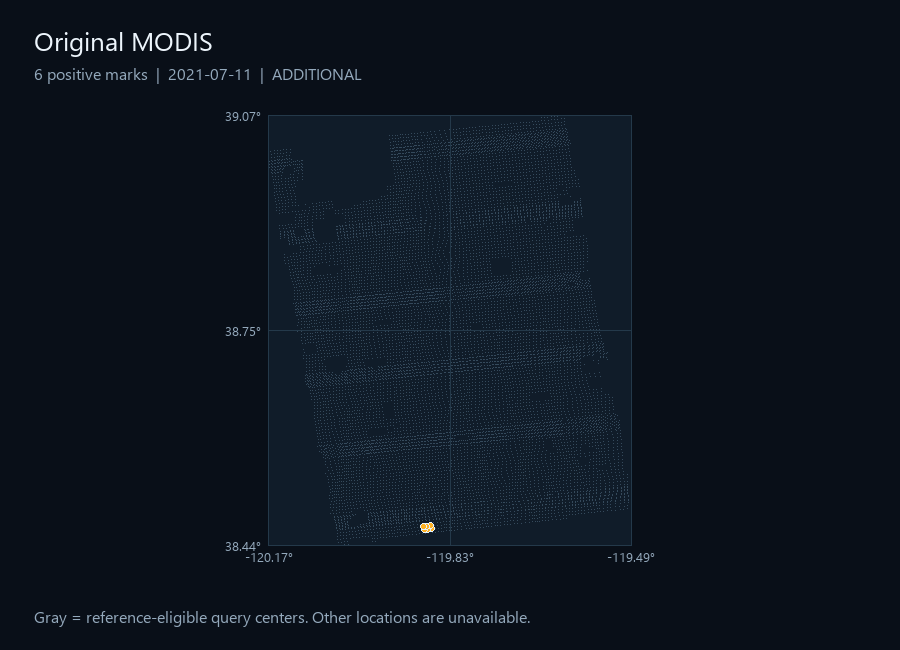 Original MODIS
6 positive marks | 2021-07-11 | ADDITIONAL
39.07°
38.75°
38.44°
-120.17°
-119.83°
-119.49°
Gray = reference-eligible query centers. Other locations are unavailable.